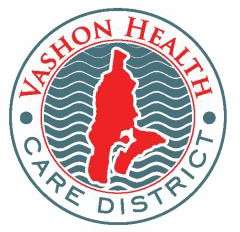 VASHON HEALTH
• CARE DISTRICT •